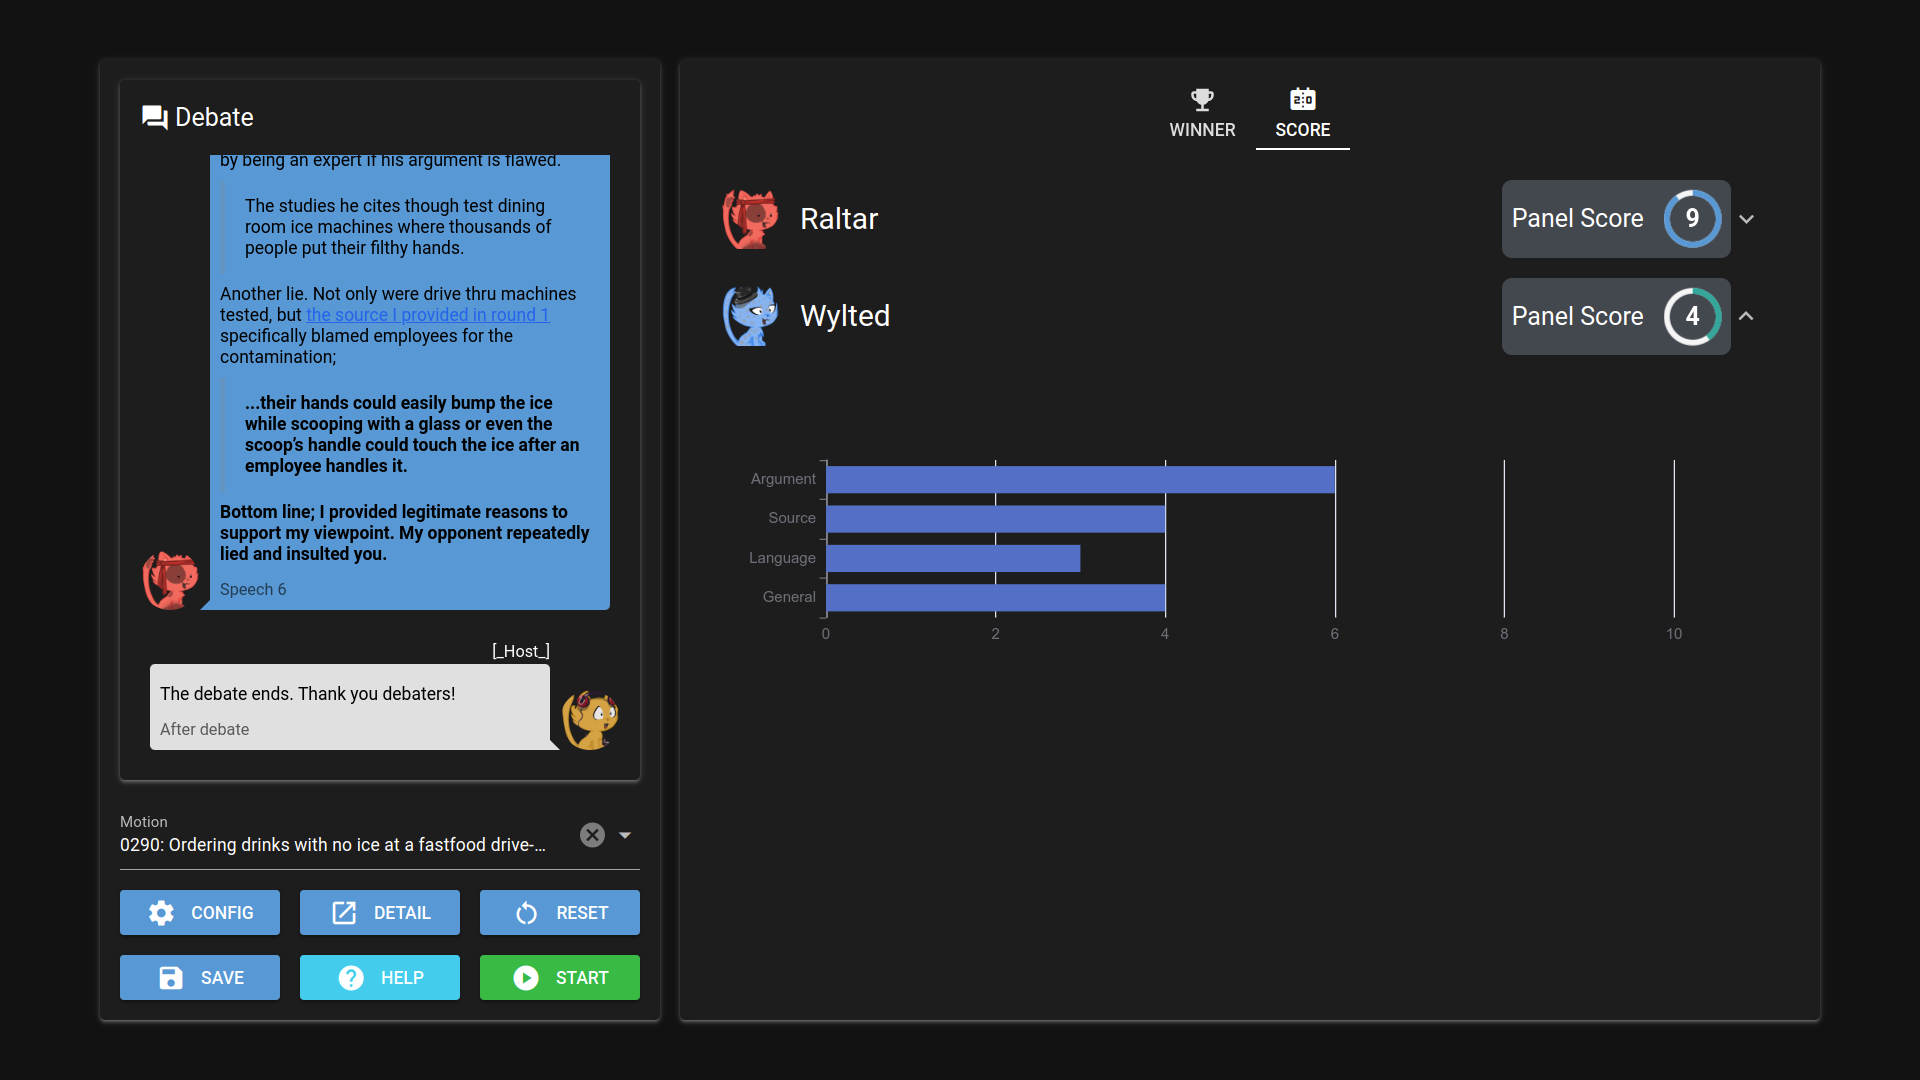 Debate
by being an expert if his argument is flawed.
The studies he cites though test dining
room ice machines where thousands of
people put their filthy hands.
Another lie. Not only were drive thru machines
tested, but the source I provided in round 1
specifically blamed employees for the
contamination;
...their hands could easily bump the ice
while scooping with a glass or even the
scoop’s handle could touch the ice after an
employee handles it.
Bottom line; I provided legitimate reasons to
support my viewpoint. My opponent repeatedly
lied and insulted you.
Speech 6
[_Host_]
The debate ends. Thank you debaters!
After debate
Motion
0290: Ordering drinks with no ice at a fastfood drive-...
CONFIG
DETAIL
RESET
SAVE
HELP
START
WINNER
2:0
SCORE
Raltar
Panel Score 9
Wylted
Panel Score 4
Argument
Source
Language
General
0 2 4 6 8 10